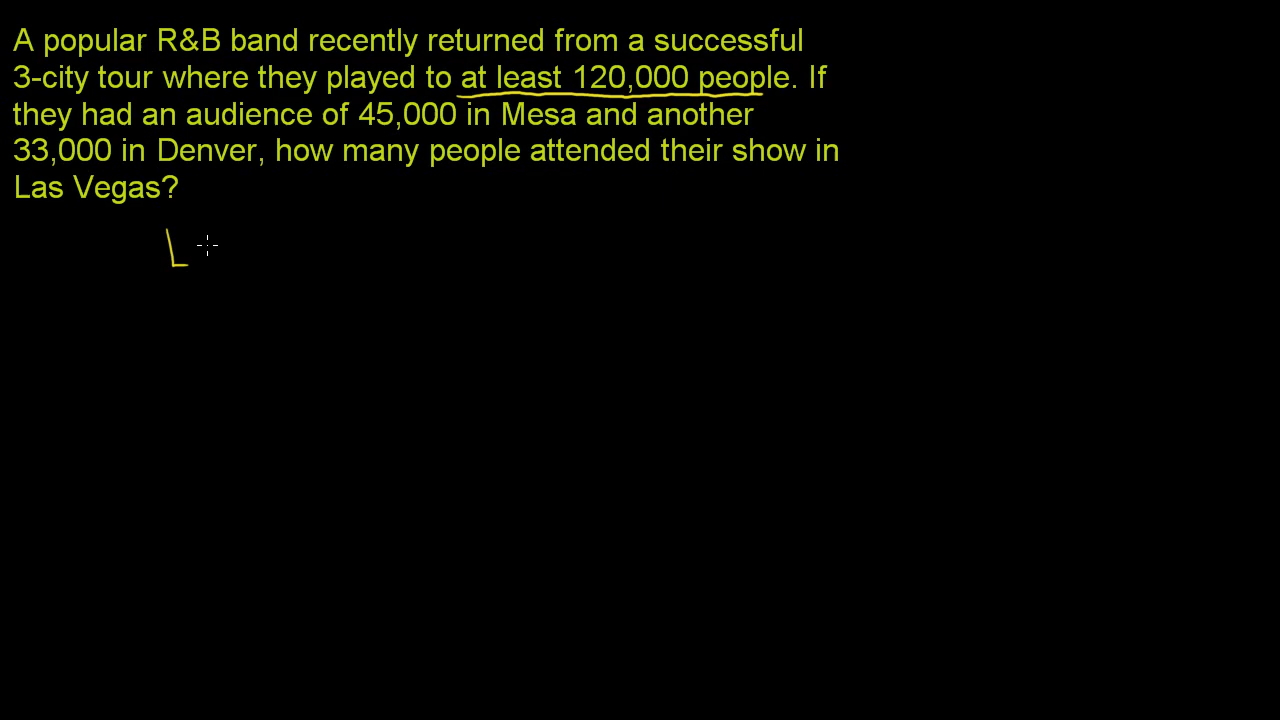 A popular R&B band recently returned from a successful
3-city tour where they played to at least 120,000 people. If
they had an audience of 45,000 in Mesa and another
33,000 in Denver, how many people attended their show in
Las Vegas?
L